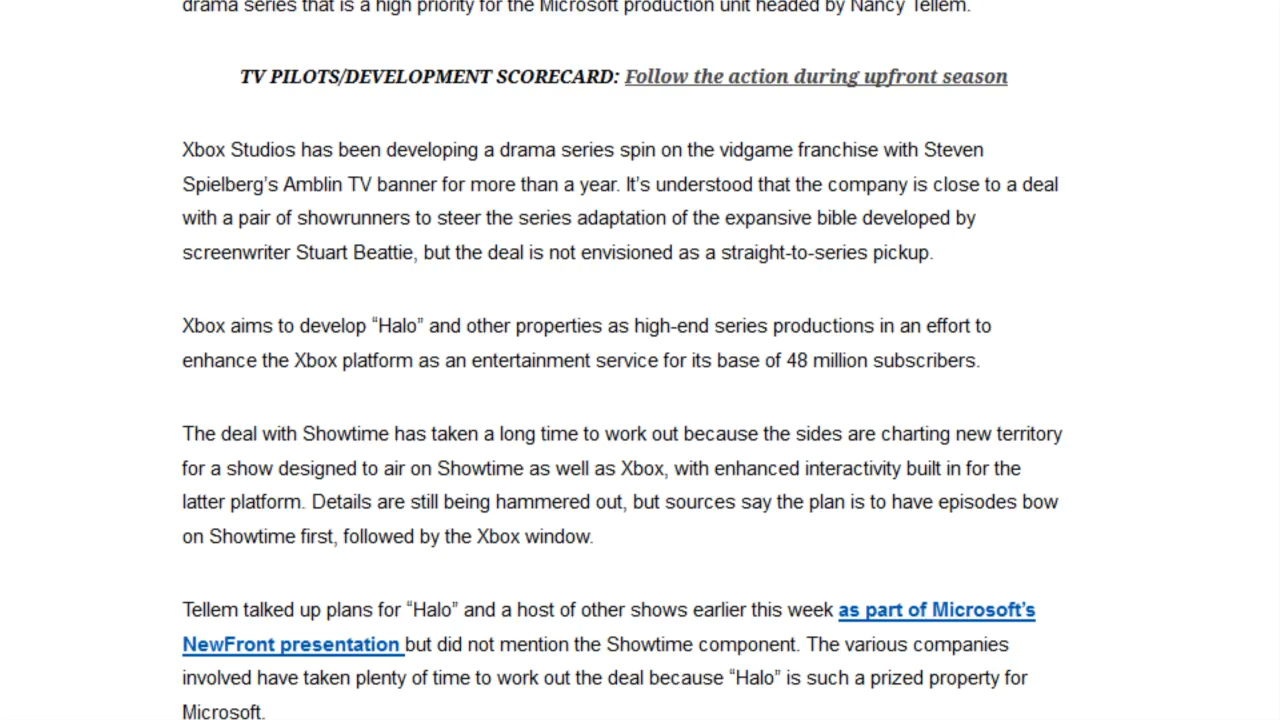 drama series that is a high priority for the Microsoft production unit headed by Nancy Tellem.
TV PILOTS/DEVELOPMENT SCORECARD: Follow the action during upfront season
Xbox Studios has been developing a drama series spin on the vidgame franchise with Steven
Spielberg’s Amblin TV banner for more than a year. It’s understood that the company is close to a deal
with a pair of showrunners to steer the series adaptation of the expansive bible developed by
screenwriter Stuart Beattie, but the deal is not envisioned as a straight-to-series pickup.
Xbox aims to develop “Halo” and other properties as high-end series productions in an effort to
enhance the Xbox platform as an entertainment service for its base of 48 million subscribers.
The deal with Showtime has taken a long time to work out because the sides are charting new territory
for a show designed to air on Showtime as well as Xbox, with enhanced interactivity built in for the
latter platform. Details are still being hammered out, but sources say the plan is to have episodes bow
on Showtime first, followed by the Xbox window.
Tellem talked up plans for “Halo” and a host of other shows earlier this week as part of Microsoft’s
NewFront presentation but did not mention the Showtime component. The various companies
involved have taken plenty of time to work out the deal because “Halo” is such a prized property for
Microsoft.